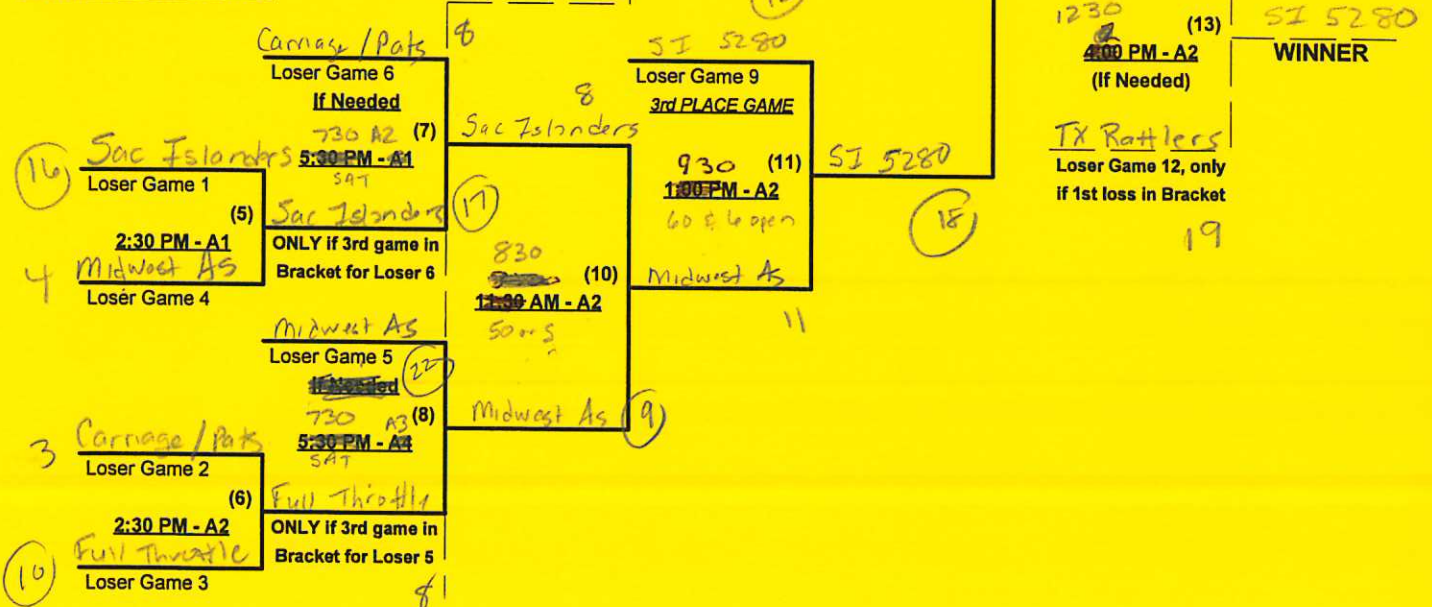 1230
(13)
4:00 PM - A2
(If Needed)
SI 5280
WINNER
TX Rattlers
Loser Game 12, only
if 1st loss in Bracket
19
Carnage / Pats
8
Loser Game 6
If Needed
730 A2 (7)
5:30 PM - A1
SAT
SI 5280
Loser Game 9
3rd PLACE GAME
8
Sac Islanders
930 (11)
1:00 PM - A2
60 & 6 open
SI 5280
18
16
Sac Islanders
Loser Game 1
(5)
2:30 PM - A1
4 Midwest As
Loser Game 4
Sac Islanders
17
ONLY if 3rd game in
Bracket for Loser 6
830
(10)
11:30 AM - A2
50 or 5
Midwest As
11
Midwest As
Loser Game 5
22
If Needed
730 A3 (8)
5:30 PM - A4
SAT
Midwest As
9
3 Carnage / Pats
Loser Game 2
(6)
2:30 PM - A2
10
Full Throttle
Loser Game 3
Full Throttle
ONLY if 3rd game in
Bracket for Loser 5
8